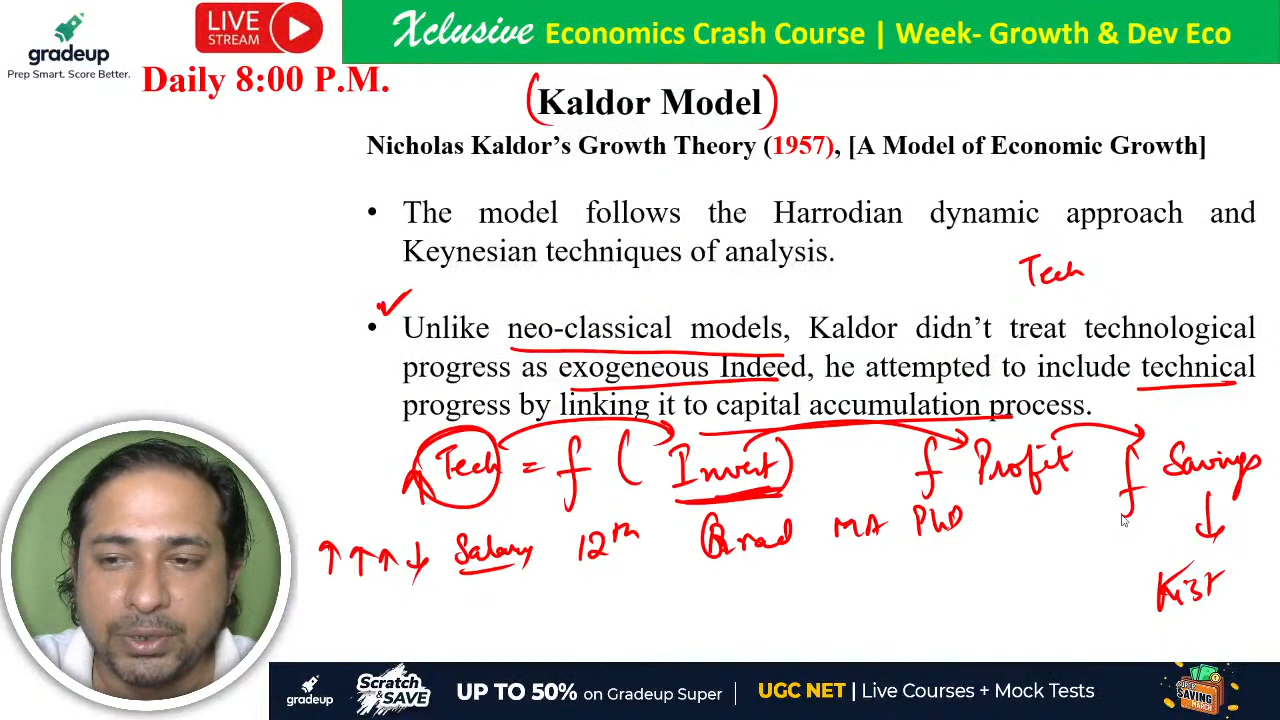 gradeup
Prep Smart. Score Better.
LIVE
STREAM
Xclusive Economics Crash Course | Week- Growth & Dev Eco
Daily 8:00 P.M.
(Kaldor Model)
Nicholas Kaldor’s Growth Theory (1957), [A Model of Economic Growth]
• The model follows the Harrodian dynamic approach and
Keynesian techniques of analysis.
Tech
• Unlike neo-classical models, Kaldor didn’t treat technological
progress as exogeneous Indeed, he attempted to include technical
progress by linking it to capital accumulation process.
Tech = f (Invest) f Profit f Savings
Salary 12th Grad MA PhD
gradeup
Scratch
& SAVE
UP TO 50% on Gradeup Super
UGC NET | Live Courses + Mock Tests
SUPER
SAVING
MARCH